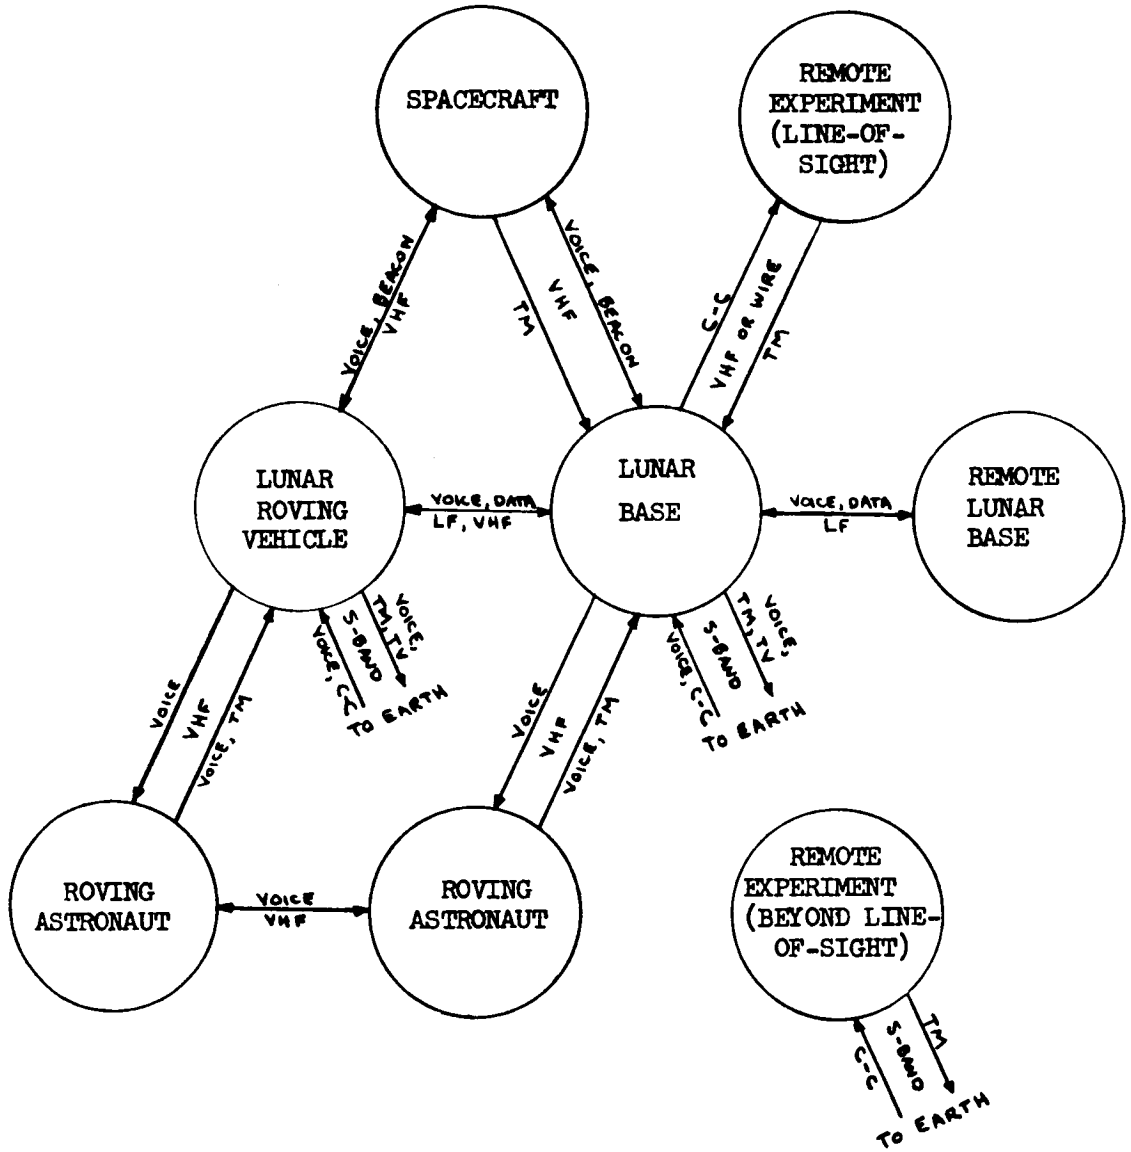 SPACECRAFT
REMOTE
EXPERIMENT
(LINE-OF-
SIGHT)
VOICE, BEACON
VHF
TM
VHF
VOICE, BEACON
C-C
VHF OR WIRE
TM
LUNAR
ROVING
VEHICLE
VOICE, DATA
LF, VHF
LUNAR
BASE
VOICE, DATA
LF
REMOTE
LUNAR
BASE
VOICE
VHF
VOICE, TM
VOICE, C-C
S-BAND
VOICE,
TM, TV
TO EARTH
VOICE
VHF
VOICE, TM
VOICE, C-C
S-BAND
VOICE,
TM, TV
TO EARTH
ROVING
ASTRONAUT
VOICE
VHF
ROVING
ASTRONAUT
REMOTE
EXPERIMENT
(BEYOND LINE-
OF-SIGHT)
C-C
S-BAND
TM
TO EARTH